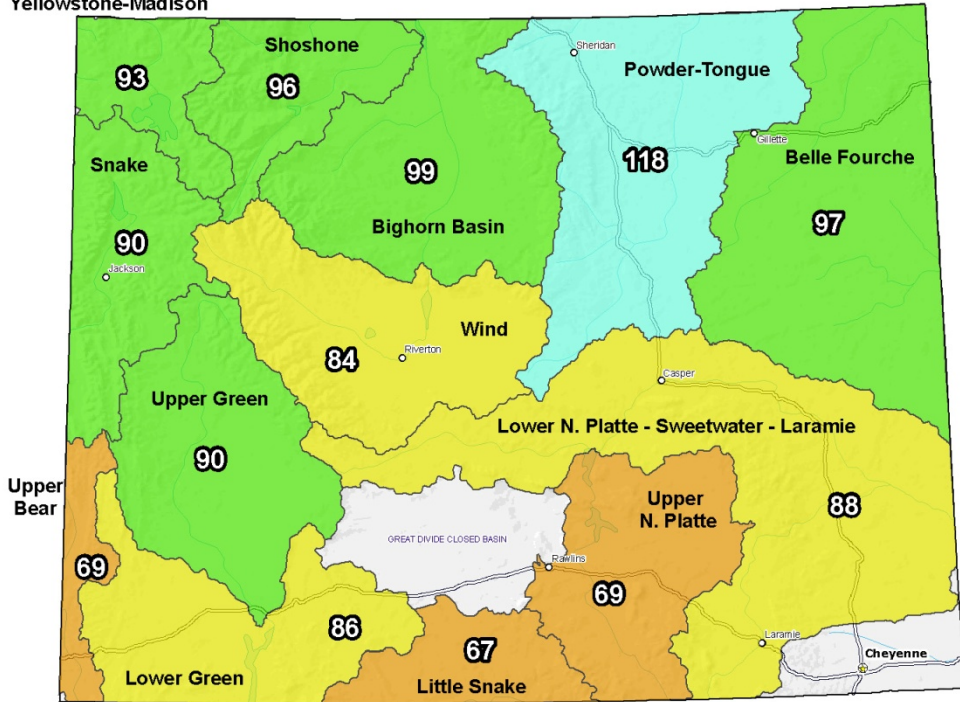 Yellowstone-Madison
Shoshone
Sheridan
93
96
Powder-Tongue
Gillette
Snake
99
118
Belle Fourche
Bighorn Basin
97
90
Jackson
Wind
84
Riverton
Casper
Upper Green
Lower N. Platte - Sweetwater - Laramie
90
Upper
Bear
Upper
N. Platte
88
GREAT DIVIDE CLOSED BASIN
69
Rawlins
69
86
Laramie
67
Cheyenne
Lower Green
Little Snake